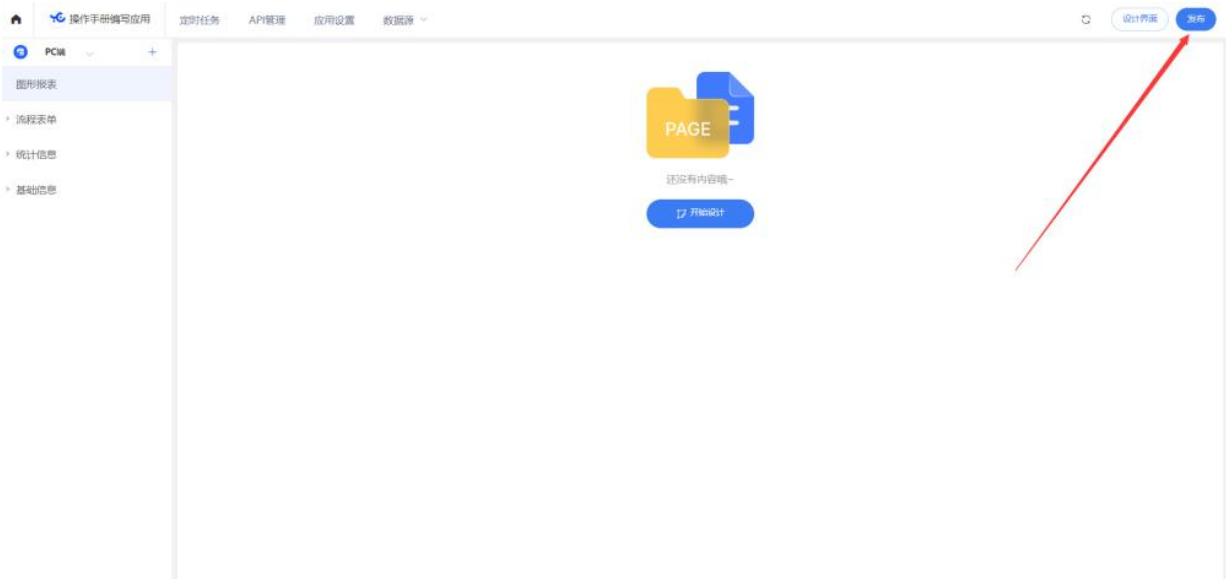 操作手册编写应用 定时任务 API管理 应用设置 数据源 设计界面 发布
PC端
图形报表
流程表单
统计信息
基础信息
PAGE
还没有内容哦~
开始设计